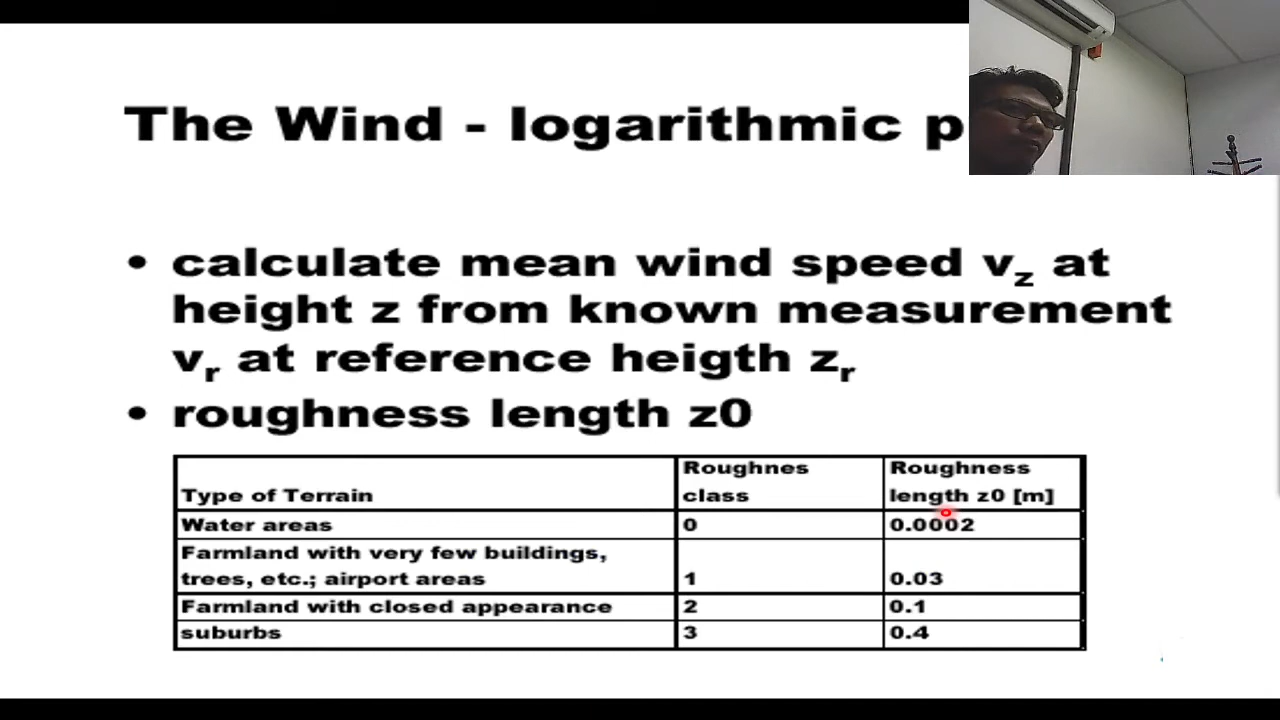 The Wind - logarithmic p
• calculate mean wind speed vz at
height z from known measurement
vr at reference heigth zr
• roughness length z0
Type of Terrain Roughnes class Roughness length z0 [m]
Water areas 0 0.0002
Farmland with very few buildings, trees, etc.; airport areas 1 0.03
Farmland with closed appearance 2 0.1
suburbs 3 0.4